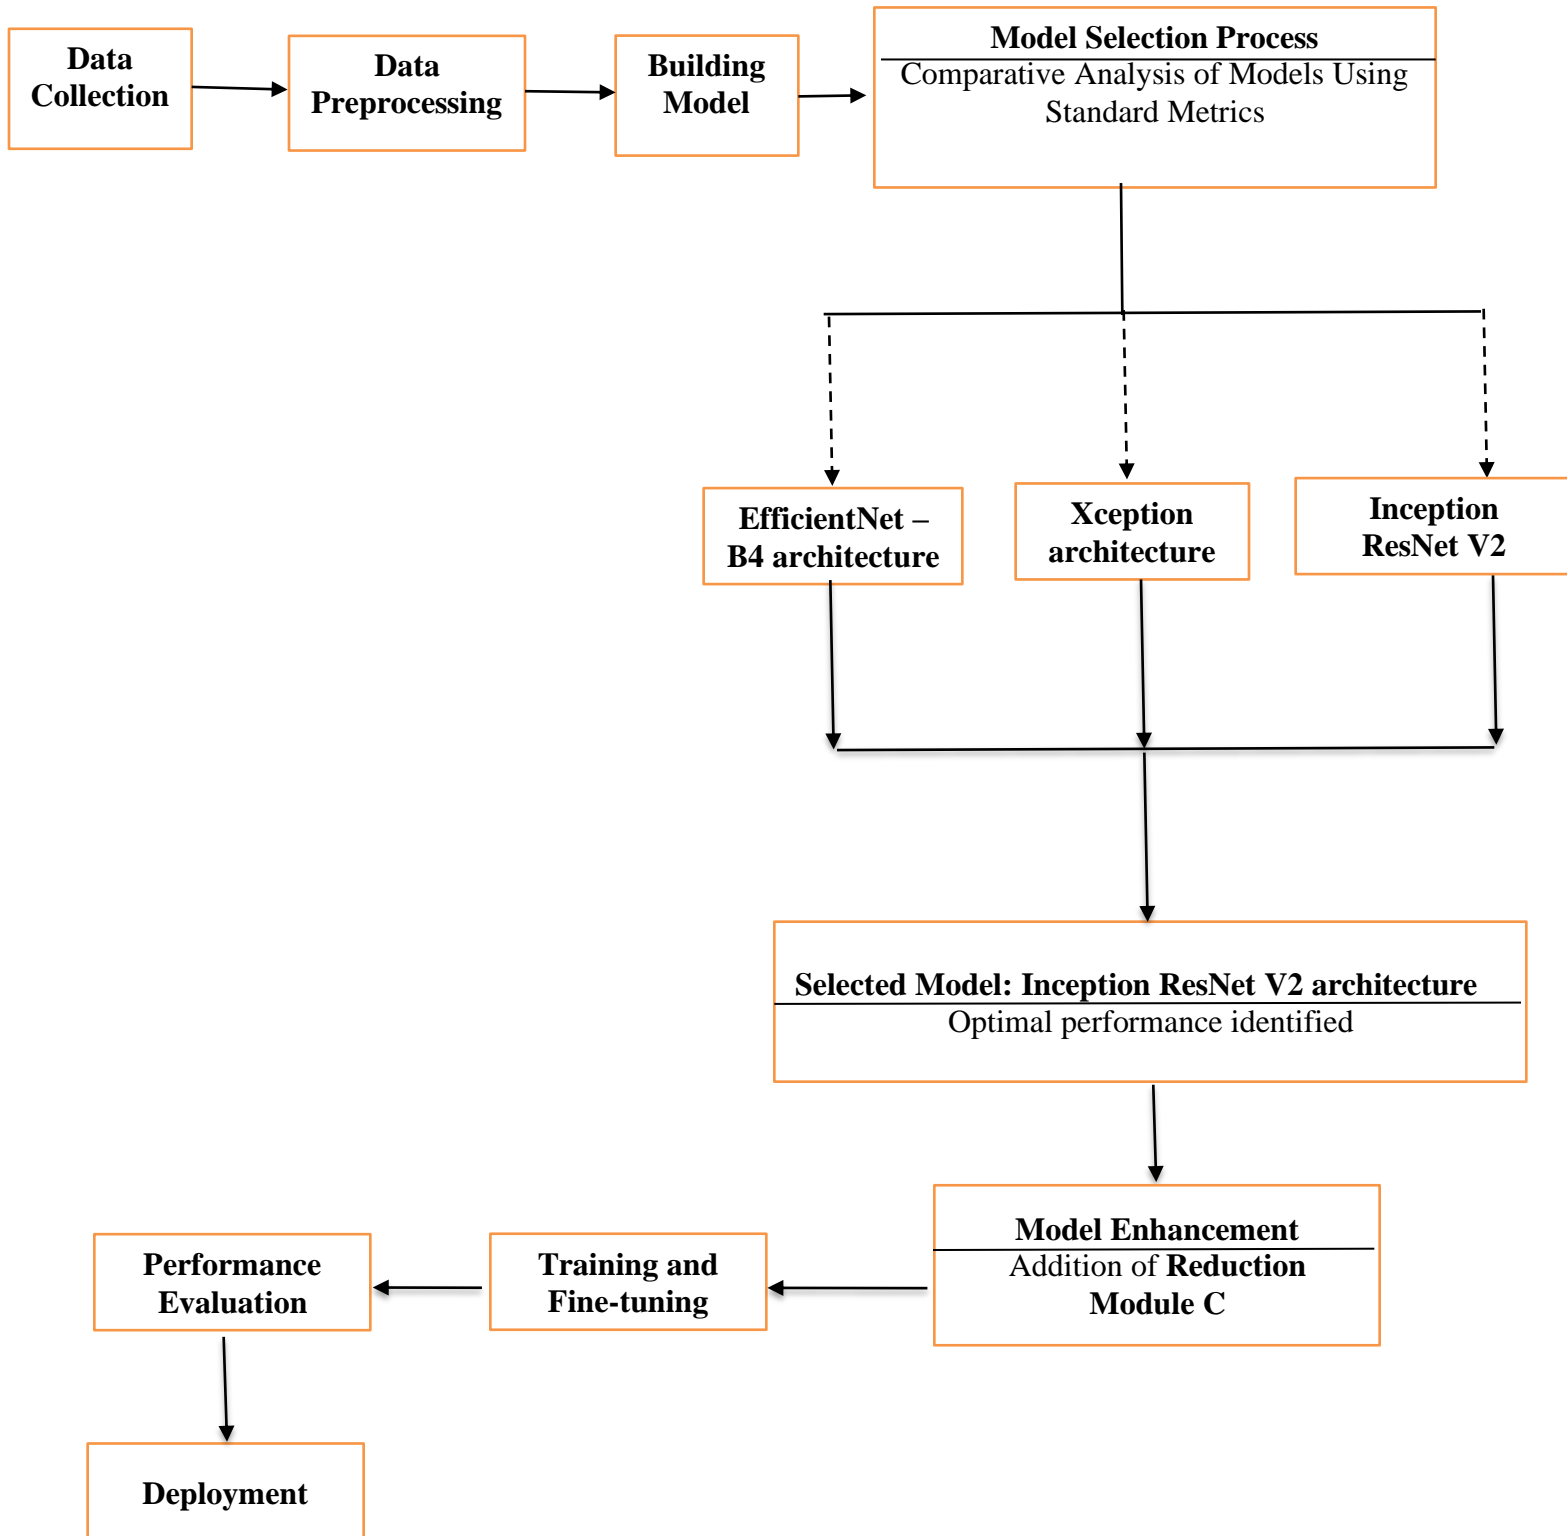 Data
Collection
Data
Preprocessing
Building
Model
Model Selection Process
Comparative Analysis of Models Using
Standard Metrics
EfficientNet –
B4 architecture
Xception
architecture
Inception
ResNet V2
Selected Model: Inception ResNet V2 architecture
Optimal performance identified
Model Enhancement
Addition of Reduction
Module C
Training and
Fine-tuning
Performance
Evaluation
Deployment